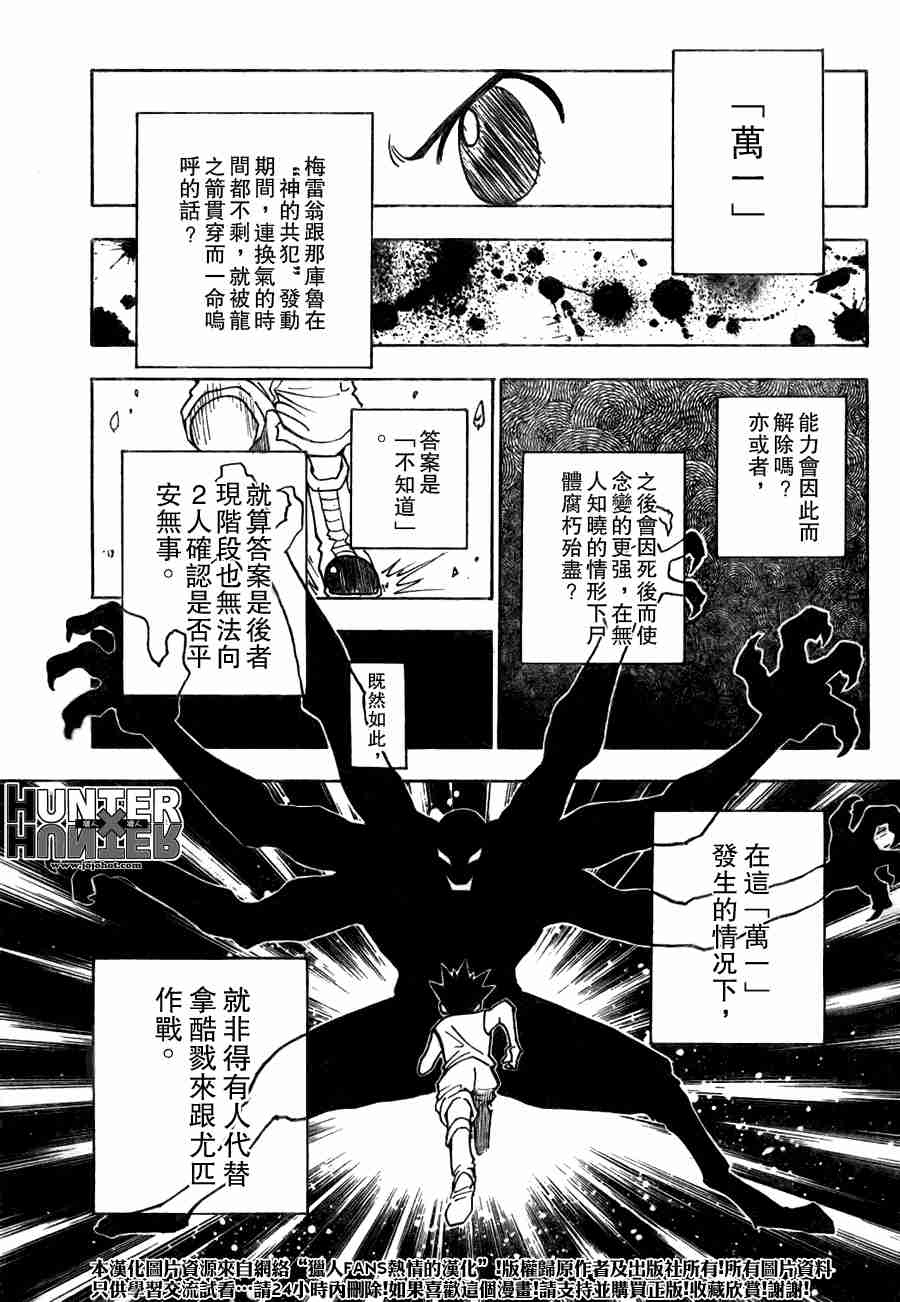 「萬一」
梅雷翁跟那庫魯在
“神的共犯”發動
期間，連換氣的時
間都不剩，就被龍
之箭貫穿而一命嗚
呼的話？
能力會因此而
解除嗎？
亦或者，
之後會因死後而使
念變的更强，在無
人知曉的情形下尸
體腐朽殆盡？
答案是
「不知道」
。
就算答案是後者
現階段也無法向
2人確認是否平
安無事。
既然如此，
在這「萬一」
發生的情况下，
就非得有人代替
拿酷戮來跟尤匹
作戰。
HUNTER
×
獵人 獵人
HUNTER
www.jojohot.com
本漢化圖片資源來自網絡“獵人FANS熱情的漢化”!版權歸原作者及出版社所有!所有圖片資料
只供學習交流試看…請24小時內刪除!如果喜歡這個漫畫!請支持並購買正版!收藏欣賞!謝謝!